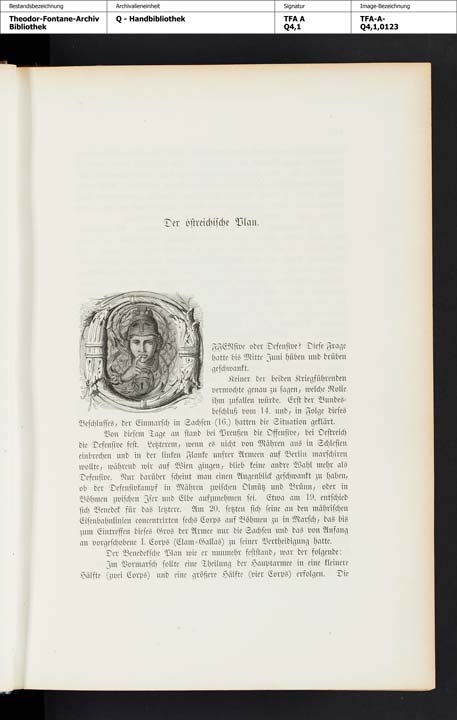 Bestandsbezeichnung
Archivalieneinheit
Signatur
Image-Bezeichnung
Theodor-Fontane-Archiv
Bibliothek
Q - Handbibliothek
TFA A
Q4,1
TFA-A-
Q4,1,0123
Der östreichische Plan.
OFFENsive oder Defensive? Diese Frage
hatte bis Mitte Juni hüben und drüben
geschwankt.
Keiner der beiden Kriegführenden
vermochte genau zu sagen, welche Rolle
ihm zufallen würde. Erst der Bundes-
beschluß vom 14. und, in Folge dieses
Beschlusses, der Einmarsch in Sachsen (16.) hatten die Situation geklärt.
Von diesem Tage an stand bei Preußen die Offensive, bei Oestreich
die Defensive fest. Letztrem, wenn es nicht von Mähren aus in Schlesien
einbrechen und in der linken Flanke unsrer Armeen auf Berlin marschiren
wollte, während wir auf Wien gingen, blieb keine andre Wahl mehr als
Defensive. Nur darüber scheint man einen Augenblick geschwankt zu haben,
ob der Defensivkampf in Mähren zwischen Olmütz und Brünn, oder in
Böhmen zwischen Iser und Elbe aufzunehmen sei. Etwa am 19. entschied
sich Benedek für das letztere. Am 20. setzten sich seine an den mährischen
Eisenbahnlinien concentrirten sechs Corps auf Böhmen zu in Marsch, das bis
zum Eintreffen dieses Gros der Armee nur die Sachsen und das von Anfang
an vorgeschobene I. Corps (Clam-Gallas) zu seiner Vertheidigung hatte.
Der Benedeksche Plan wie er nunmehr feststand, war der folgende:
Im Vormarsch sollte eine Theilung der Hauptarmee in eine kleinere
Hälfte (zwei Corps) und eine größere Hälfte (vier Corps) erfolgen. Die